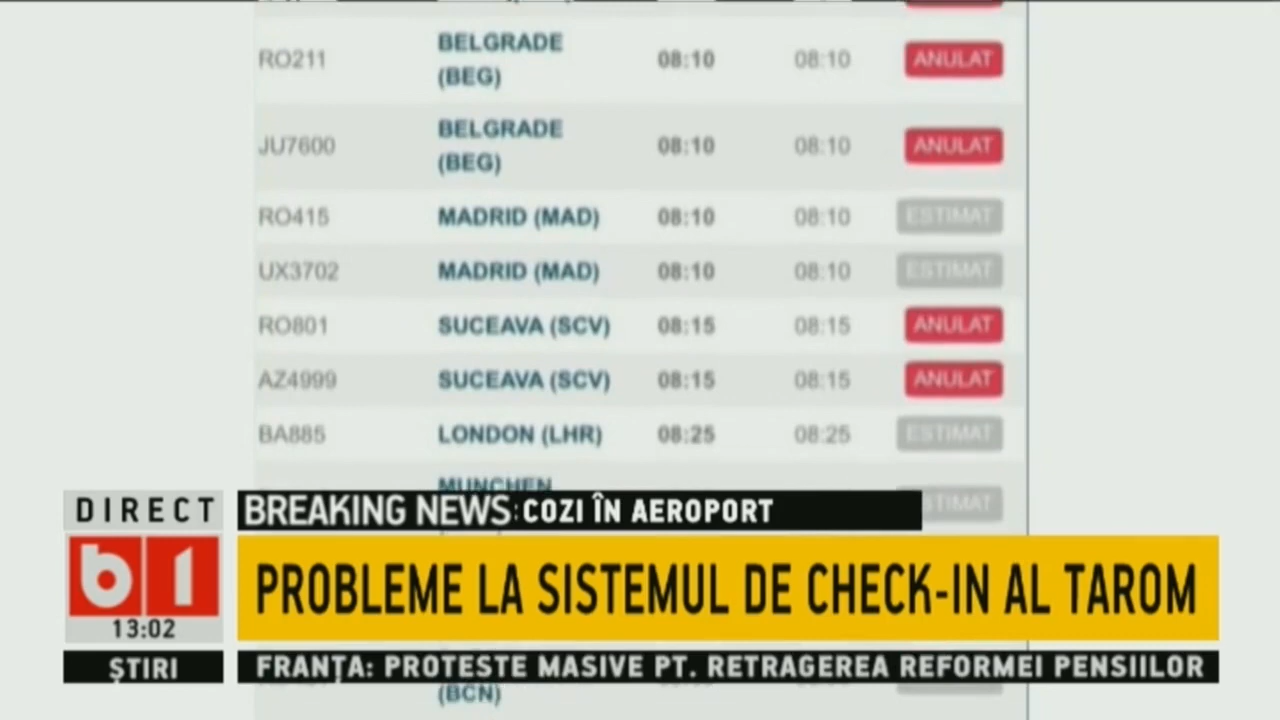 RO211 BELGRADE (BEG) 08:10 08:10 ANULAT
JU7600 BELGRADE (BEG) 08:10 08:10 ANULAT
RO415 MADRID (MAD) 08:10 08:10 ESTIMAT
UX3702 MADRID (MAD) 08:10 08:10 ESTIMAT
RO801 SUCEAVA (SCV) 08:15 08:15 ANULAT
AZ4999 SUCEAVA (SCV) 08:15 08:15 ANULAT
BA885 LONDON (LHR) 08:25 08:25 ESTIMAT
MUNCHEN
DIRECT
BREAKING NEWS: COZI ÎN AEROPORT
b1
PROBLEME LA SISTEMUL DE CHECK-IN AL TAROM
13:02
ȘTIRI
FRANȚA: PROTESTE MASIVE PT. RETRAGEREA REFORMEI PENSIILOR
(BCN)